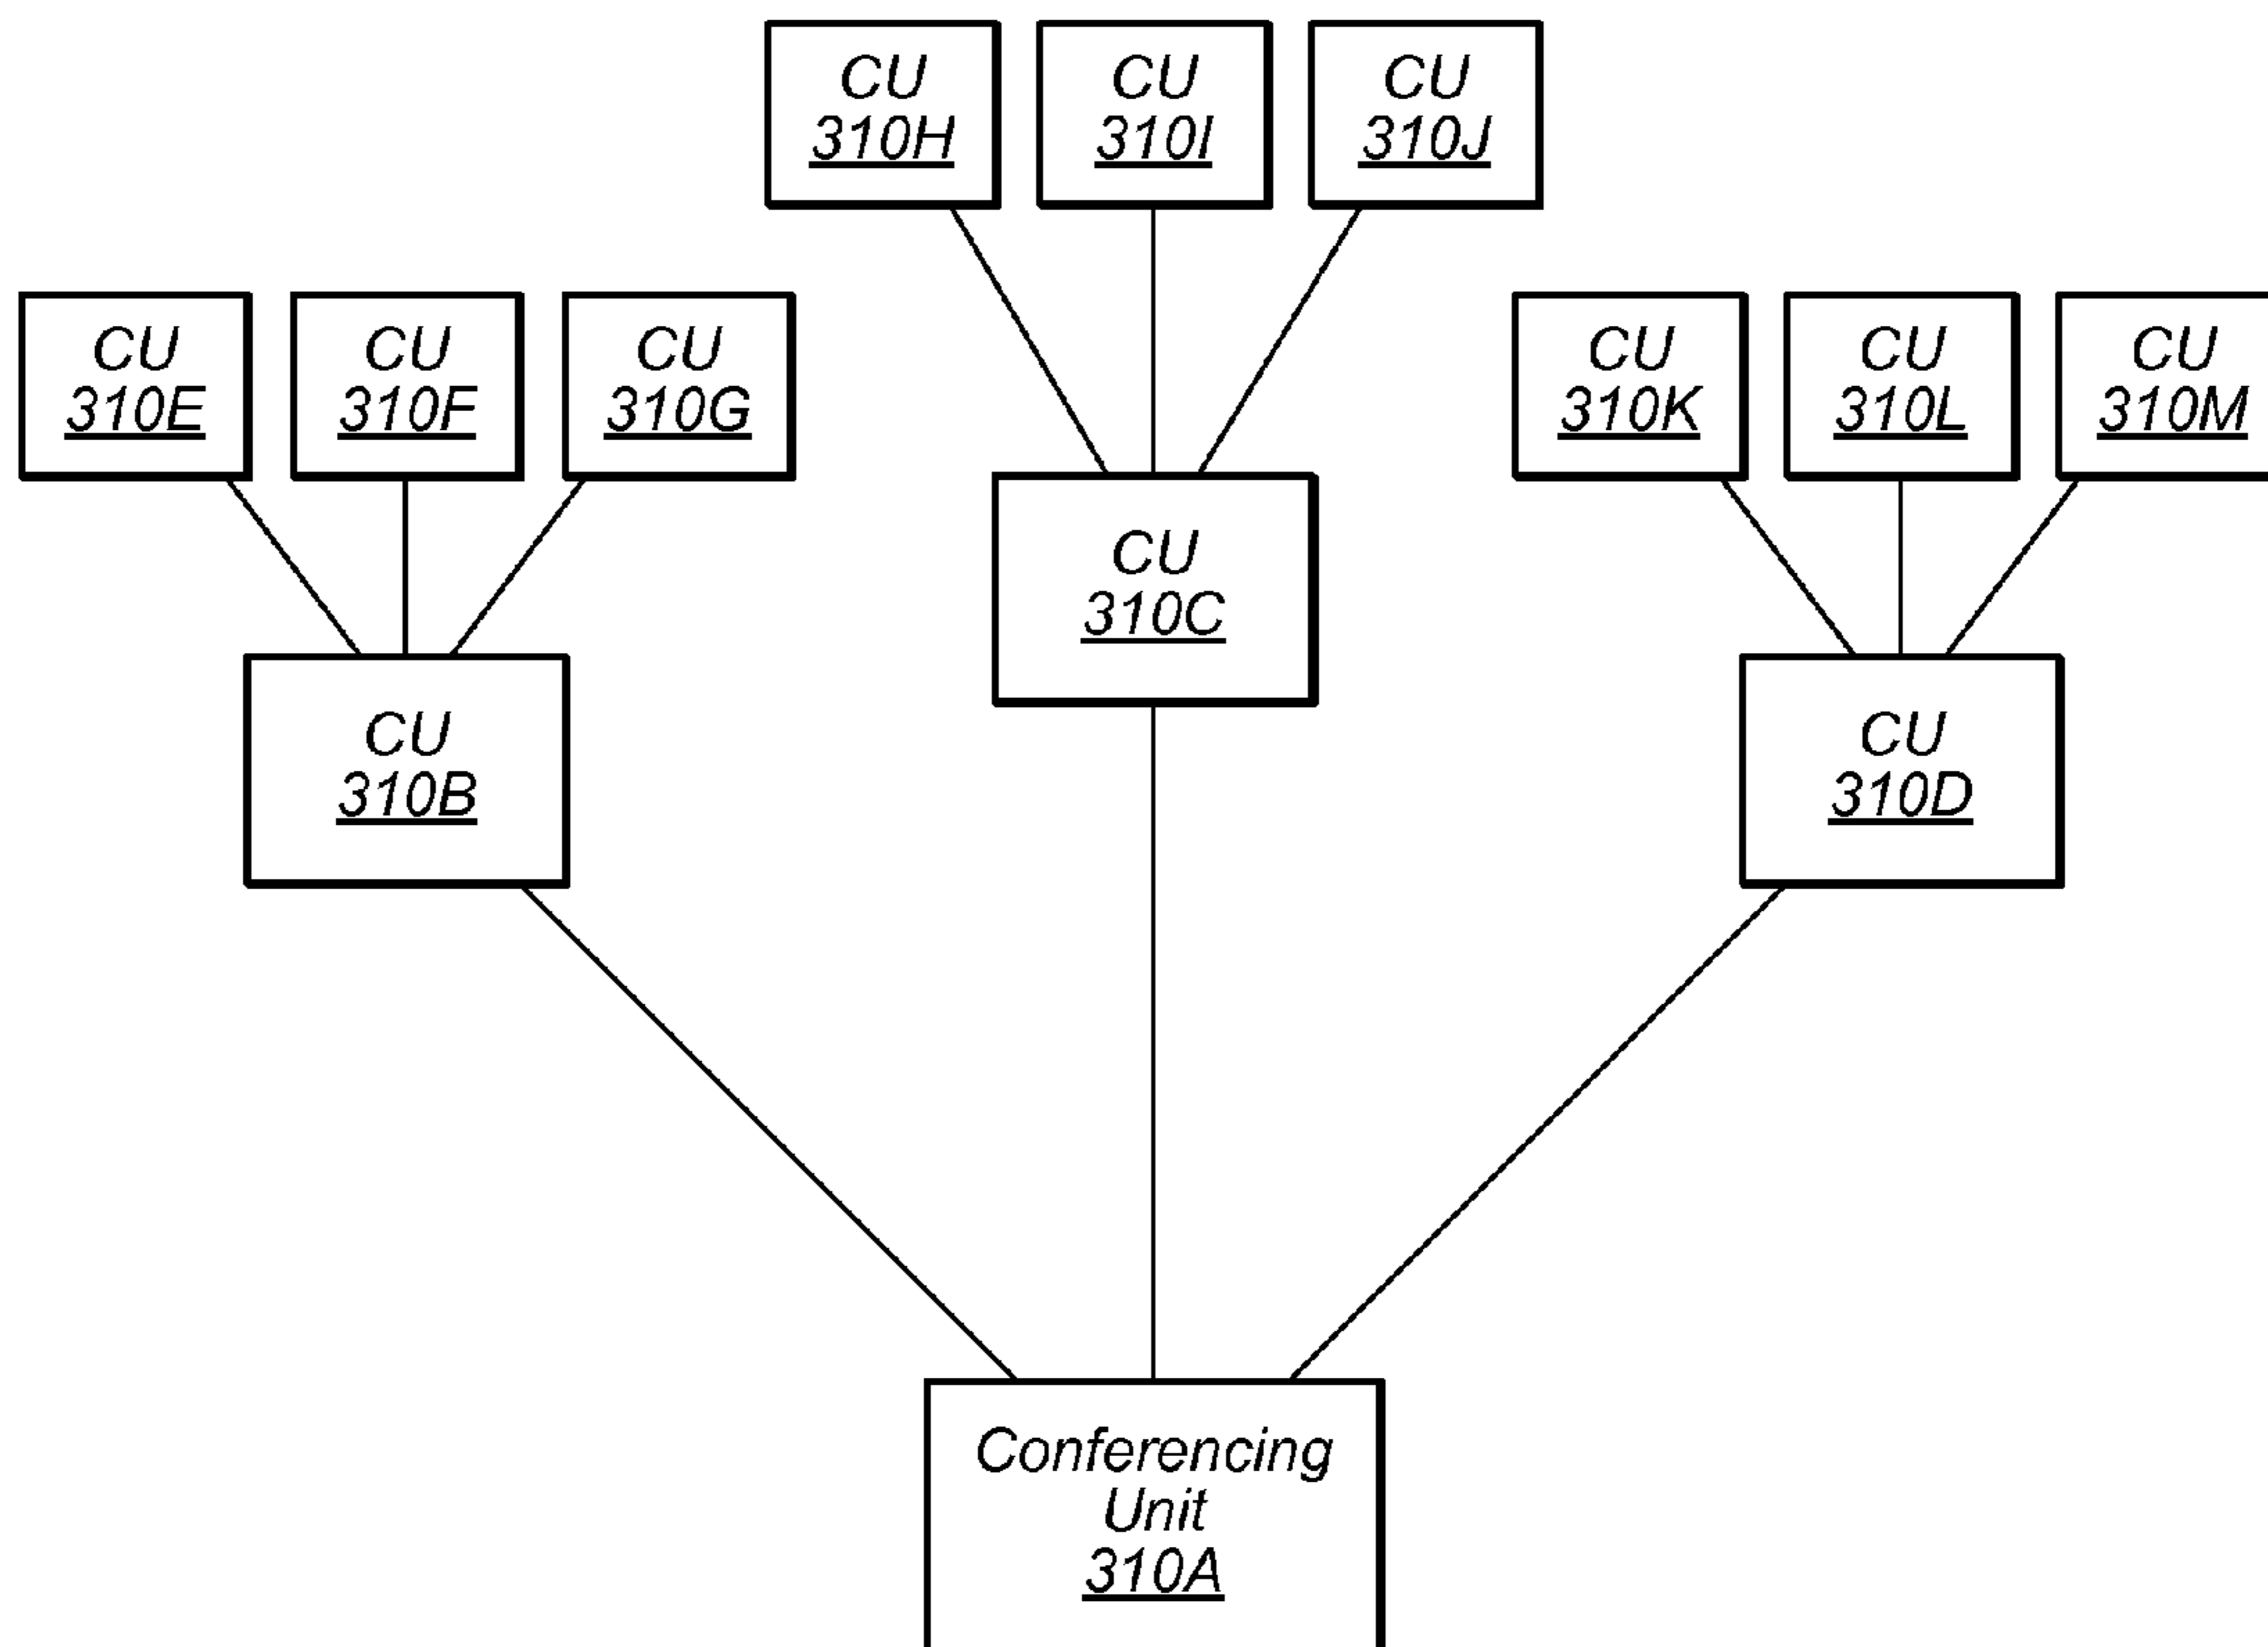 CU
310H
CU
310I
CU
310J
CU
310E
CU
310F
CU
310G
CU
310K
CU
310L
CU
310M
CU
310C
CU
310B
CU
310D
Conferencing
Unit
310A